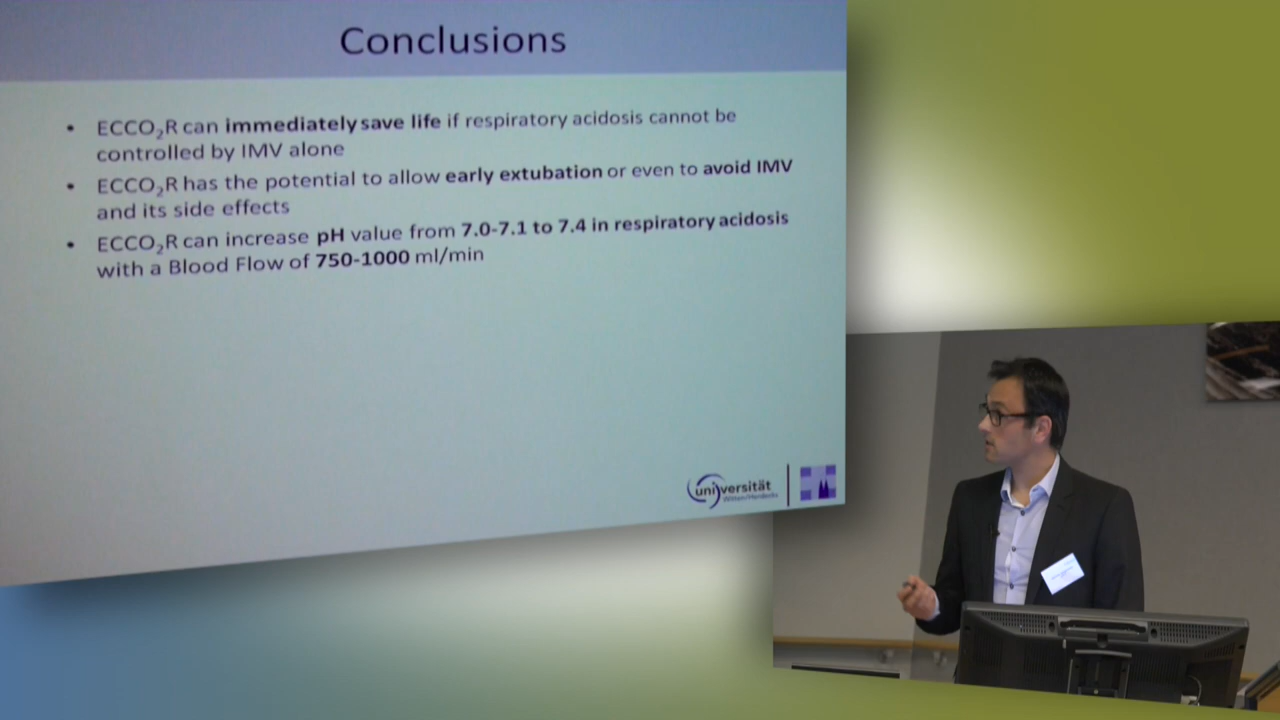 Conclusions
• ECCO₂R can immediately save life if respiratory acidosis cannot be
controlled by IMV alone
• ECCO₂R has the potential to allow early extubation or even to avoid IMV
and its side effects
• ECCO₂R can increase pH value from 7.0-7.1 to 7.4 in respiratory acidosis
with a Blood Flow of 750-1000 ml/min
universität
Witten/Herdecke